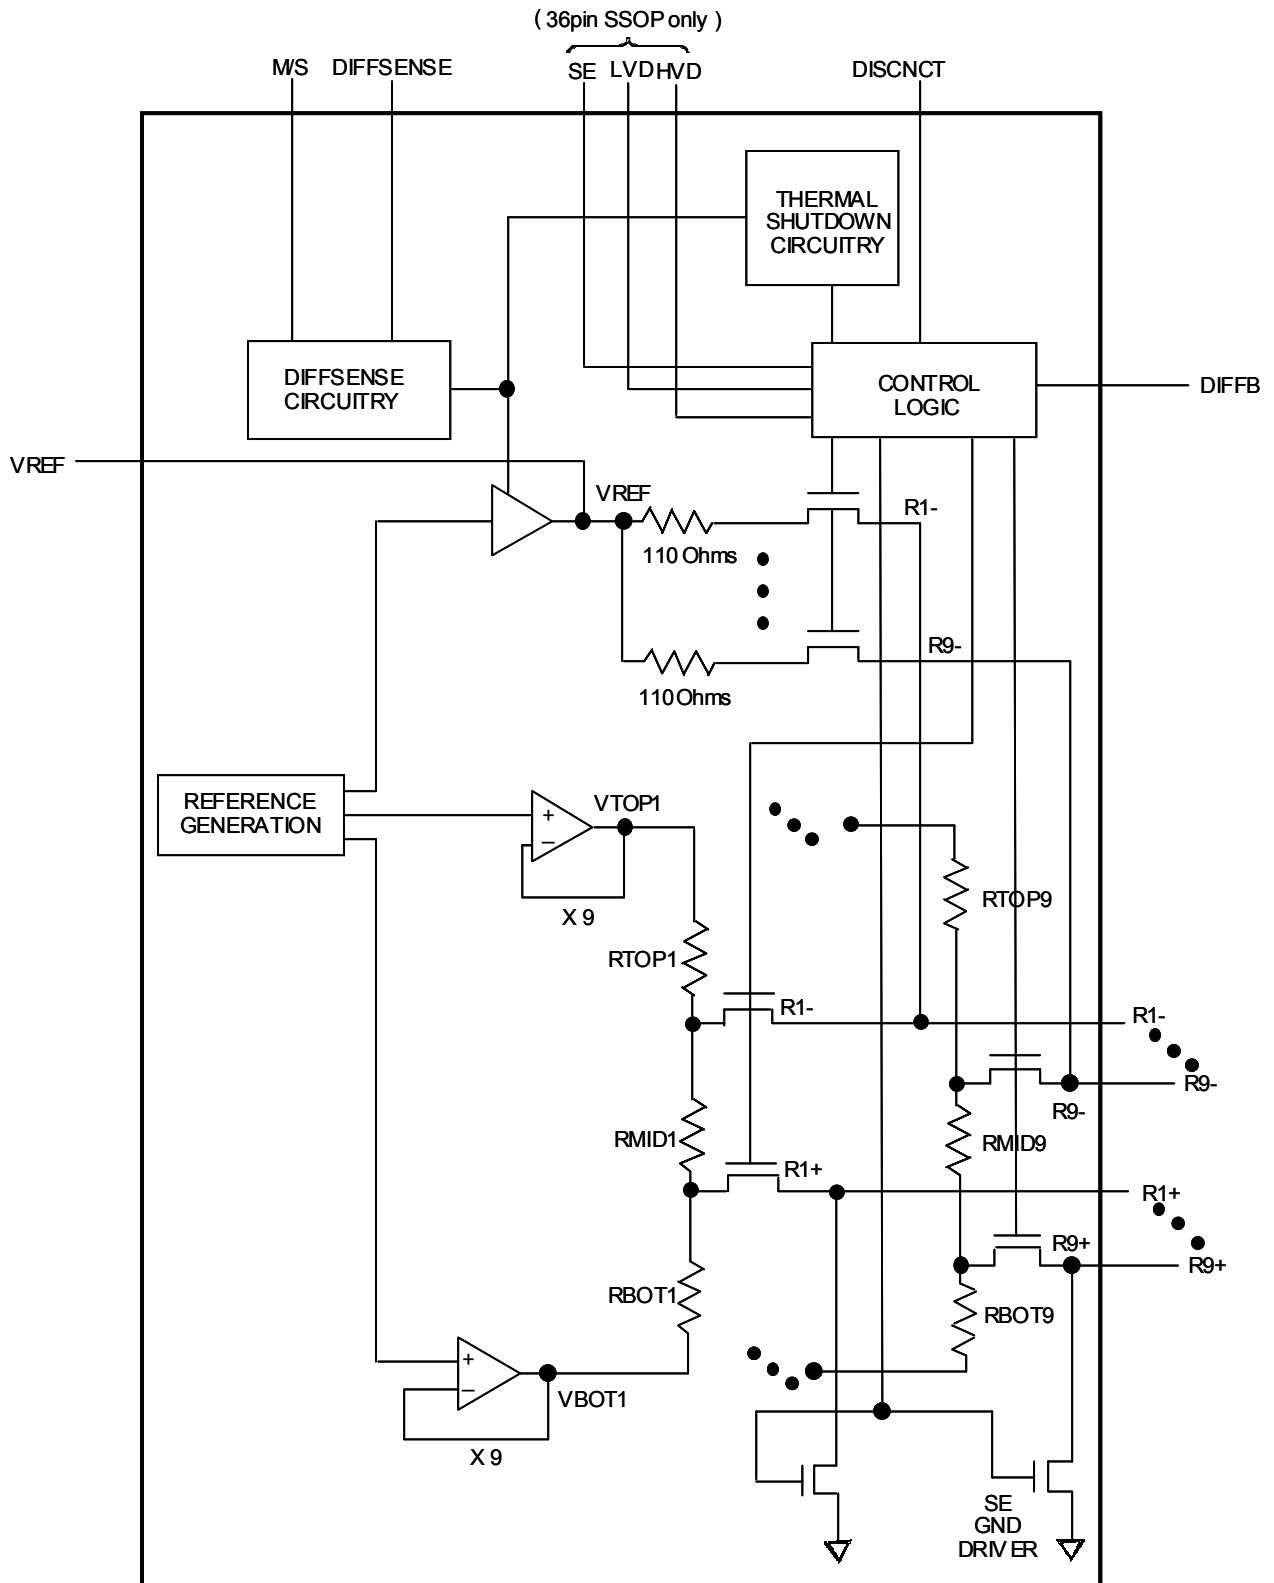 ( 36pin SSOP only )
M/S DIFFSENSE SE LVD HVD DISCNCT
THERMAL
SHUTDOWN
CIRCUITRY
DIFFSENSE
CIRCUITRY
CONTROL
LOGIC
DIFFB
VREF
VREF
R1-
110 Ohms
R9-
110 Ohms
REFERENCE
GENERATION
VTOP1
+
−
X 9
RTOP9
RTOP1
R1-
R1-
R9-
R9-
RMID1
RMID9
R1+
R1+
R9+
R9+
RBOT1
RBOT9
+
−
VBOT1
X 9
SE
GND
DRIVER